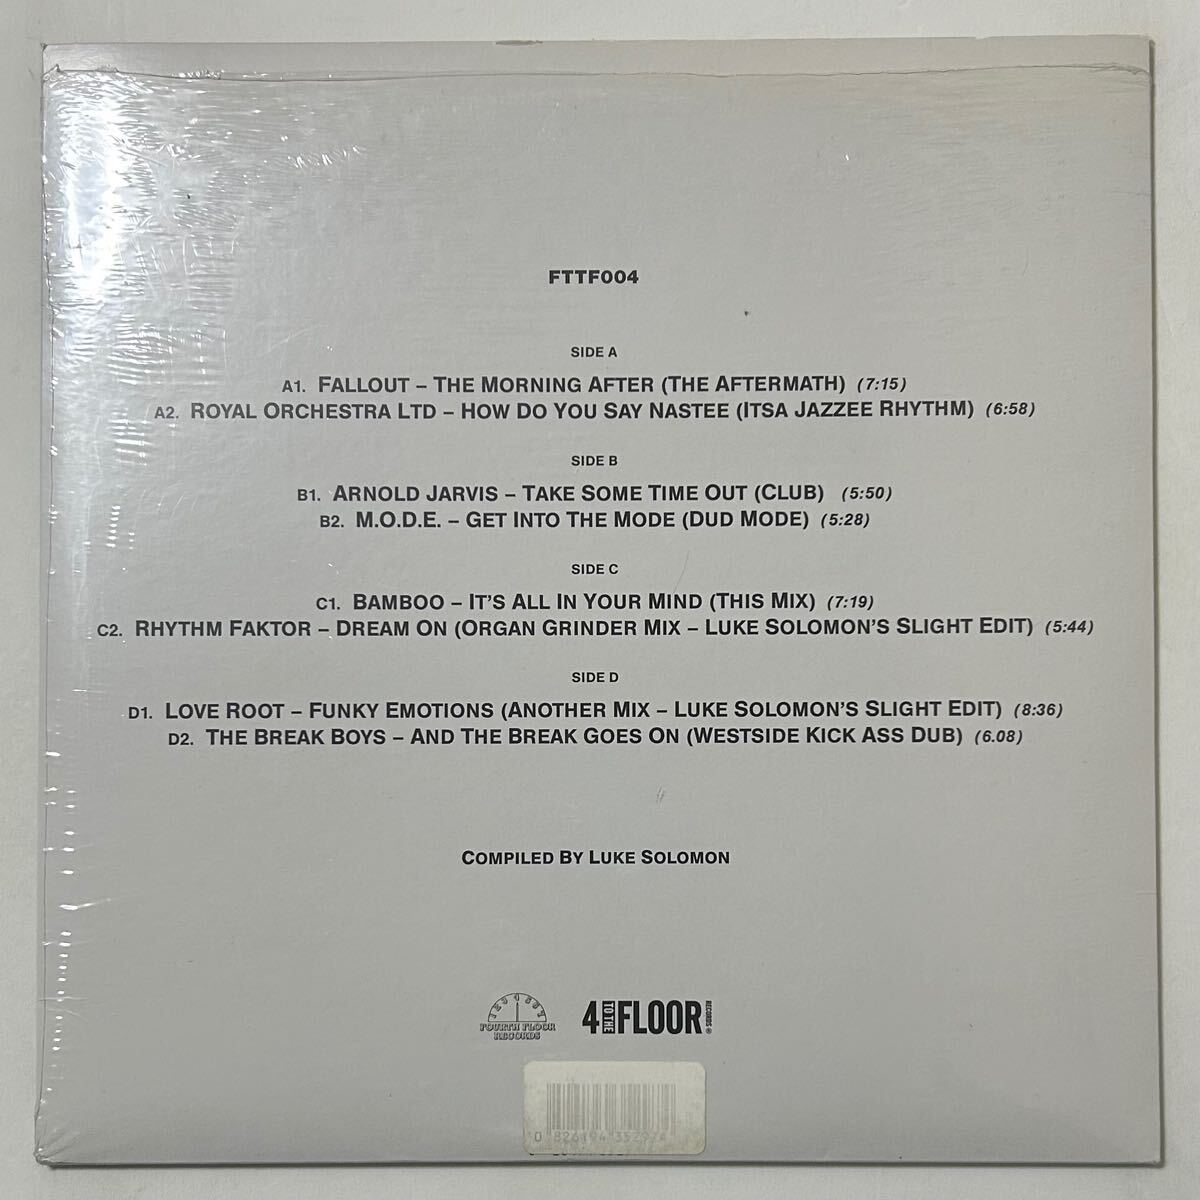 FTTF004
SIDE A
A1. FALLOUT – THE MORNING AFTER (THE AFTERMATH) (7:15)
A2. ROYAL ORCHESTRA LTD – HOW DO YOU SAY NASTEE (ITSA JAZZEE RHYTHM) (6:58)
SIDE B
B1. ARNOLD JARVIS – TAKE SOME TIME OUT (CLUB) (5:50)
B2. M.O.D.E. – GET INTO THE MODE (DUD MODE) (5:28)
SIDE C
C1. BAMBOO – IT'S ALL IN YOUR MIND (THIS MIX) (7:19)
C2. RHYTHM FAKTOR – DREAM ON (ORGAN GRINDER MIX – LUKE SOLOMON'S SLIGHT EDIT) (5:44)
SIDE D
D1. LOVE ROOT – FUNKY EMOTIONS (ANOTHER MIX – LUKE SOLOMON'S SLIGHT EDIT) (8:36)
D2. THE BREAK BOYS – AND THE BREAK GOES ON (WESTSIDE KICK ASS DUB) (6.08)
COMPILED BY LUKE SOLOMON
FOURTH FLOOR
RECORDS
4 TO THE FLOOR RECORDS